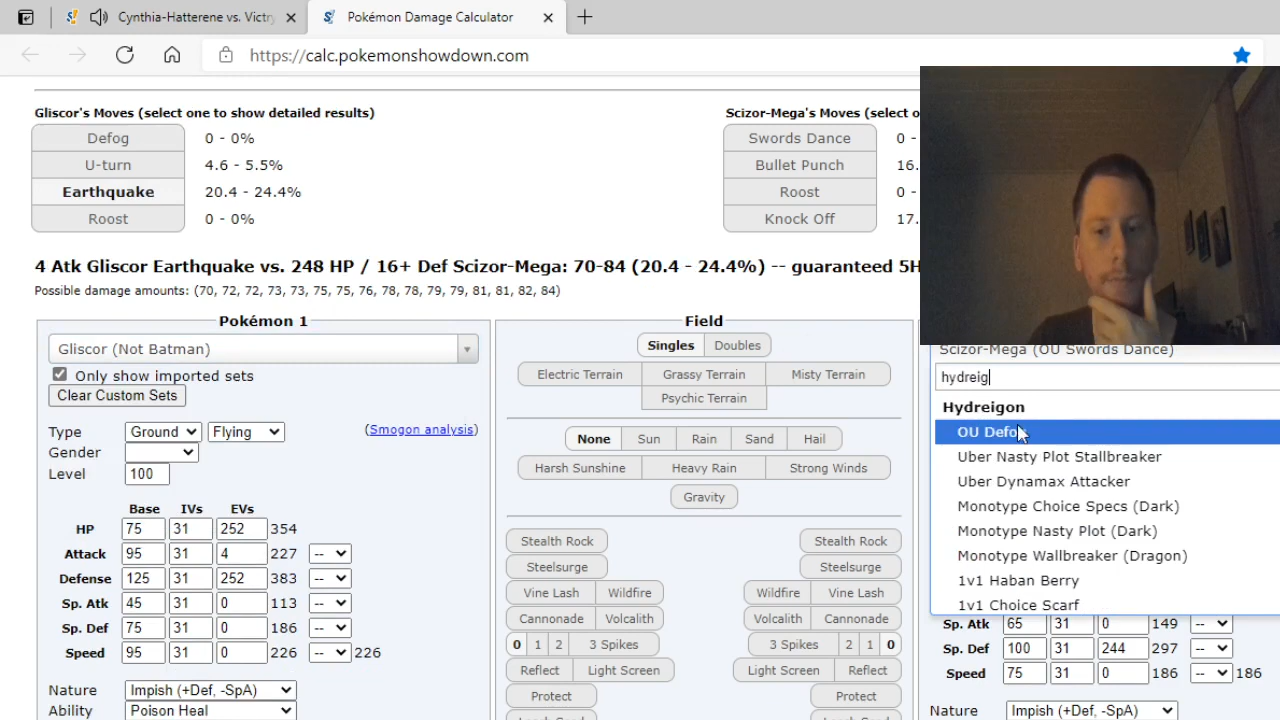 Cynthia-Hatterene vs. Victry
Pokémon Damage Calculator
https://calc.pokemonshowdown.com
Gliscor's Moves (select one to show detailed results)
Defog 0 - 0%
U-turn 4.6 - 5.5%
Earthquake 20.4 - 24.4%
Roost 0 - 0%
Scizor-Mega's Moves (select o
Swords Dance 0 -
Bullet Punch 16.
Roost 0 -
Knock Off 17.
4 Atk Gliscor Earthquake vs. 248 HP / 16+ Def Scizor-Mega: 70-84 (20.4 - 24.4%) -- guaranteed 5H
Possible damage amounts: (70, 72, 72, 73, 73, 75, 75, 76, 78, 78, 79, 79, 81, 81, 82, 84)
Pokémon 1
Gliscor (Not Batman)
Only show imported sets
Clear Custom Sets
Type Ground Flying (Smogon analysis)
Gender
Level 100
Base IVs EVs
HP 75 31 252 354
Attack 95 31 4 227 --
Defense 125 31 252 383 --
Sp. Atk 45 31 0 113 --
Sp. Def 75 31 0 186 --
Speed 95 31 0 226 -- 226
Nature Impish (+Def, -SpA)
Ability Poison Heal
Field
Singles Doubles
Electric Terrain Grassy Terrain Misty Terrain
Psychic Terrain
None Sun Rain Sand Hail
Harsh Sunshine Heavy Rain Strong Winds
Gravity
Stealth Rock Stealth Rock
Steelsurge Steelsurge
Vine Lash Wildfire Wildfire Vine Lash
Cannonade Volcalith Volcalith Cannonade
0 1 2 3 Spikes 3 Spikes 2 1 0
Reflect Light Screen Light Screen Reflect
Protect Protect
Scizor-Mega (OU Swords Dance)
hydreig
Hydreigon
OU Defog
Uber Nasty Plot Stallbreaker
Uber Dynamax Attacker
Monotype Choice Specs (Dark)
Monotype Nasty Plot (Dark)
Monotype Wallbreaker (Dragon)
1v1 Haban Berry
1v1 Choice Scarf
Sp. Atk 65 31 0 149 --
Sp. Def 100 31 244 297 --
Speed 75 31 0 186 -- 186
Nature Impish (+Def, -SpA)